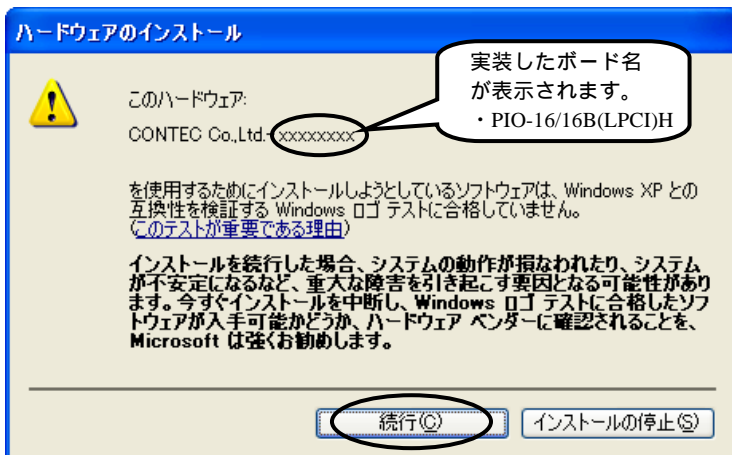 ハードウェアのインストール
実装したボード名
が表示されます。
・PIO-16/16B(LPCI)H
このハードウェア:
CONTEC Co.,Ltd.-xxxxxxxx
を使用するためにインストールしようとしているソフトウェアは、Windows XP との
互換性を検証する Windows ロゴ テストに合格していません。
(このテストが重要である理由)
インストールを続行した場合、システムの動作が損なわれたり、システム
が不安定になるなど、重大な障害を引き起こす要因となる可能性があり
ます。今すぐインストールを中断し、Windows ロゴ テストに合格したソフ
トウェアが入手可能かどうか、ハードウェア ベンダーに確認されることを、
Microsoft は強くお勧めします。
続行(C)
インストールの停止(S)